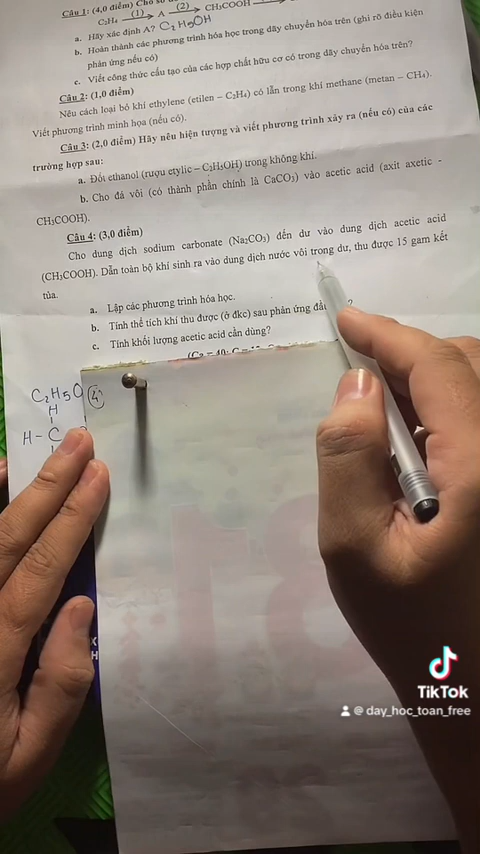 Câu 1: (4,0 điểm) Cho
C₂H₄ (1) A (2) CH₃COOH
a. Hãy xác định A? C₂H₅OH
b. Hoàn thành các phương trình hóa học trong dãy chuyển hóa trên (ghi rõ điều kiện
phản ứng nếu có)
c. Viết công thức cấu tạo của các hợp chất hữu cơ có trong dãy chuyển hóa trên?
Câu 2: (1,0 điểm)
Nêu cách loại bỏ khí ethylene (etilen – C₂H₄) có lẫn trong khí methane (metan – CH₄).
Viết phương trình minh họa (nếu có).
Câu 3: (2,0 điểm) Hãy nêu hiện tượng và viết phương trình xảy ra (nếu có) của các
trường hợp sau:
a. Đốt ethanol (rượu etylic – C₂H₅OH) trong không khí.
b. Cho đá vôi (có thành phần chính là CaCO₃) vào acetic acid (axit axetic -
CH₃COOH).
Câu 4: (3,0 điểm)
Cho dung dịch sodium carbonate (Na₂CO₃) đến dư vào dung dịch acetic acid
(CH₃COOH). Dẫn toàn bộ khí sinh ra vào dung dịch nước vôi trong dư, thu được 15 gam kết
tủa.
a. Lập các phương trình hóa học.
b. Tính thể tích khí thu được (ở đkc) sau phản ứng đầu ?
c. Tính khối lượng acetic acid cần dùng?
C₂H₅O (4)
H
H - C
TikTok
@day_hoc_toan_free